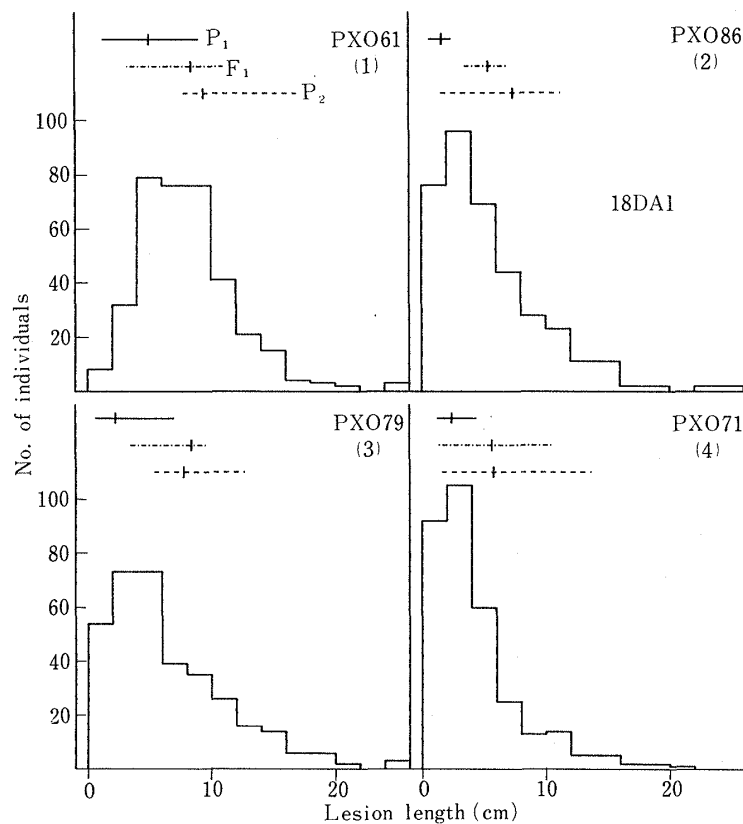 P₁ PXO61
F₁ (1)
P₂
PXO86
(2)
18DA1
100
80
60
40
20
No. of individuals
PXO79
(3)
PXO71
(4)
100
80
60
40
20
0 10 20 0 10 20
Lesion length (cm)